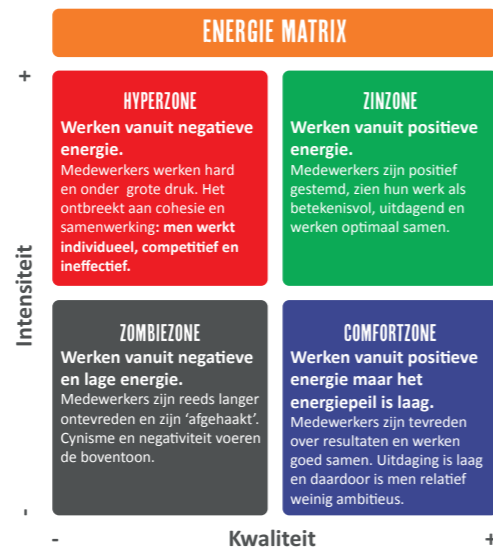 ENERGIE MATRIX
+
HYPERZONE
Werken vanuit negatieve
energie.
Medewerkers werken hard
en onder grote druk. Het
ontbreekt aan cohesie en
samenwerking: men werkt
individueel, competitief en
ineffectief.
ZINZONE
Werken vanuit positieve
energie.
Medewerkers zijn positief
gestemd, zien hun werk als
betekenisvol, uitdagend en
werken optimaal samen.
Intensiteit
ZOMBIEZONE
Werken vanuit negatieve
en lage energie.
Medewerkers zijn reeds langer
ontevreden en zijn ‘afgehaakt’.
Cynisme en negativiteit voeren
de boventoon.
COMFORTZONE
Werken vanuit positieve
energie maar het
energiepeil is laag.
Medewerkers zijn tevreden
over resultaten en werken
goed samen. Uitdaging is laag
en daardoor is men relatief
weinig ambitieus.
-
- Kwaliteit +